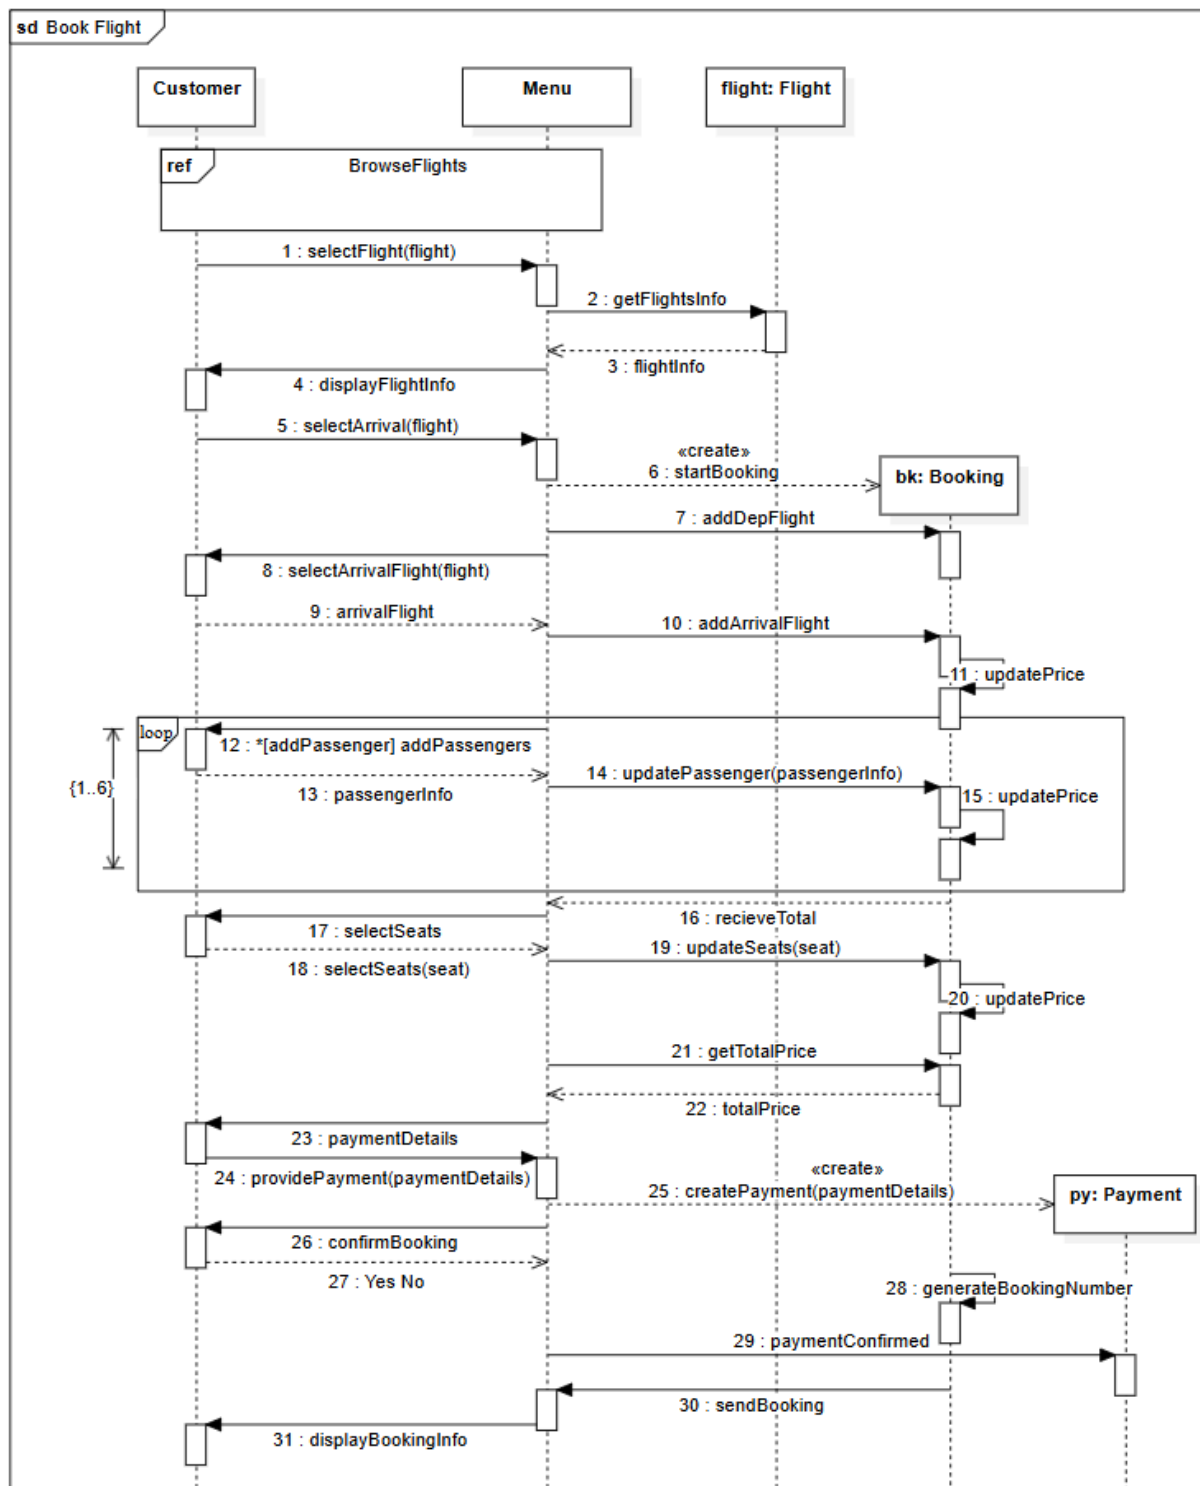 sd Book Flight
Customer
Menu
flight: Flight
ref
BrowseFlights
1 : selectFlight(flight)
2 : getFlightsInfo
3 : flightInfo
4 : displayFlightInfo
5 : selectArrival(flight)
«create»
6 : startBooking
bk: Booking
7 : addDepFlight
8 : selectArrivalFlight(flight)
9 : arrivalFlight
10 : addArrivalFlight
11 : updatePrice
loop
12 : *[addPassenger] addPassengers
{1..6}
13 : passengerInfo
14 : updatePassenger(passengerInfo)
15 : updatePrice
16 : recieveTotal
17 : selectSeats
18 : selectSeats(seat)
19 : updateSeats(seat)
20 : updatePrice
21 : getTotalPrice
22 : totalPrice
23 : paymentDetails
24 : providePayment(paymentDetails)
«create»
25 : createPayment(paymentDetails)
py: Payment
26 : confirmBooking
27 : Yes No
28 : generateBookingNumber
29 : paymentConfirmed
30 : sendBooking
31 : displayBookingInfo